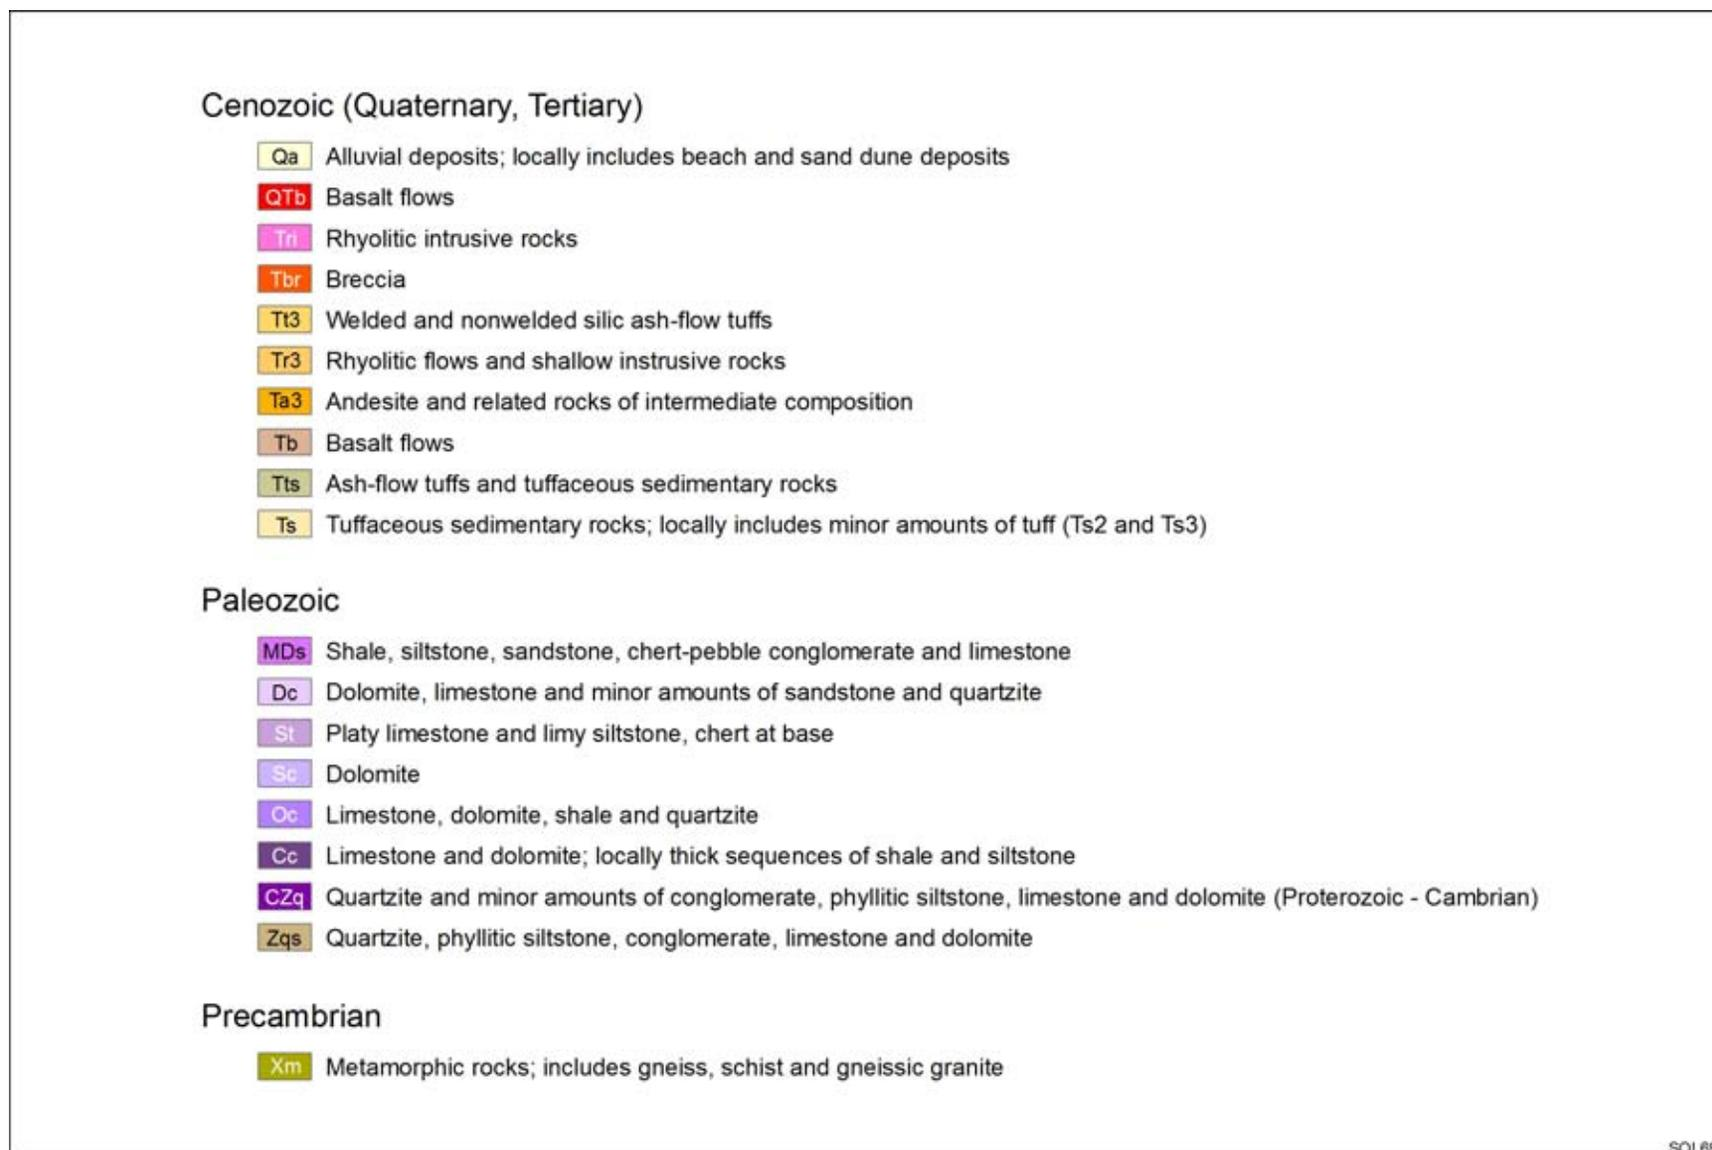 Cenozoic (Quaternary, Tertiary)
Qa Alluvial deposits; locally includes beach and sand dune deposits
QTb Basalt flows
Tri Rhyolitic intrusive rocks
Tbr Breccia
Tt3 Welded and nonwelded silic ash-flow tuffs
Tr3 Rhyolitic flows and shallow instrusive rocks
Ta3 Andesite and related rocks of intermediate composition
Tb Basalt flows
Tts Ash-flow tuffs and tuffaceous sedimentary rocks
Ts Tuffaceous sedimentary rocks; locally includes minor amounts of tuff (Ts2 and Ts3)
Paleozoic
MDs Shale, siltstone, sandstone, chert-pebble conglomerate and limestone
Dc Dolomite, limestone and minor amounts of sandstone and quartzite
St Platy limestone and limy siltstone, chert at base
Sc Dolomite
Oc Limestone, dolomite, shale and quartzite
Cc Limestone and dolomite; locally thick sequences of shale and siltstone
CZq Quartzite and minor amounts of conglomerate, phyllitic siltstone, limestone and dolomite (Proterozoic - Cambrian)
Zqs Quartzite, phyllitic siltstone, conglomerate, limestone and dolomite
Precambrian
Xm Metamorphic rocks; includes gneiss, schist and gneissic granite